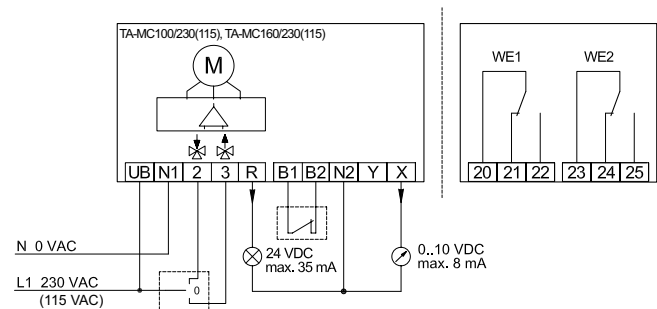 TA-MC100/230(115), TA-MC160/230(115)
M
WE1 WE2
UB N1 2 3 R B1 B2 N2 Y X
20 21 22 23 24 25
N 0 VAC
24 VDC
max. 35 mA
0..10 VDC
max. 8 mA
L1 230 VAC
(115 VAC)
0